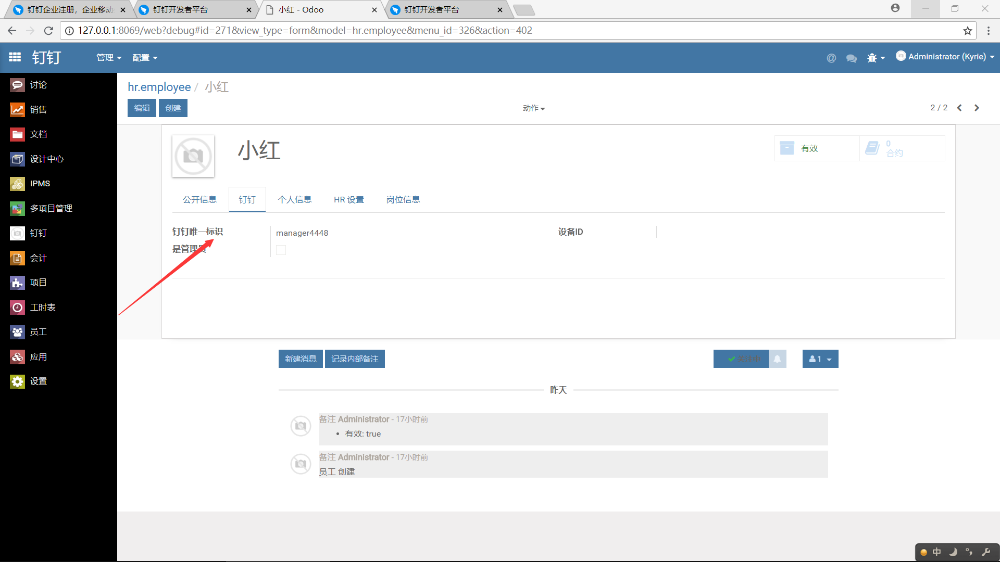 钉钉企业注册，企业移动
钉钉开发者平台
小红 - Odoo
钉钉开发者平台
127.0.0.1:8069/web?debug#id=271&view_type=form&model=hr.employee&menu_id=326&action=402
钉钉
管理
配置
@
Administrator (Kyrie)
讨论
销售
文档
设计中心
IPMS
多项目管理
钉钉
会计
项目
工时表
员工
应用
设置
hr.employee / 小红
编辑
创建
动作
2 / 2
小红
有效
0
合约
公开信息
钉钉
个人信息
HR 设置
岗位信息
钉钉唯一标识
manager4448
设备ID
是管理员
新建消息
记录内部备注
关注中
1
昨天
备注 Administrator - 17小时前
• 有效: true
备注 Administrator - 17小时前
员工 创建
中